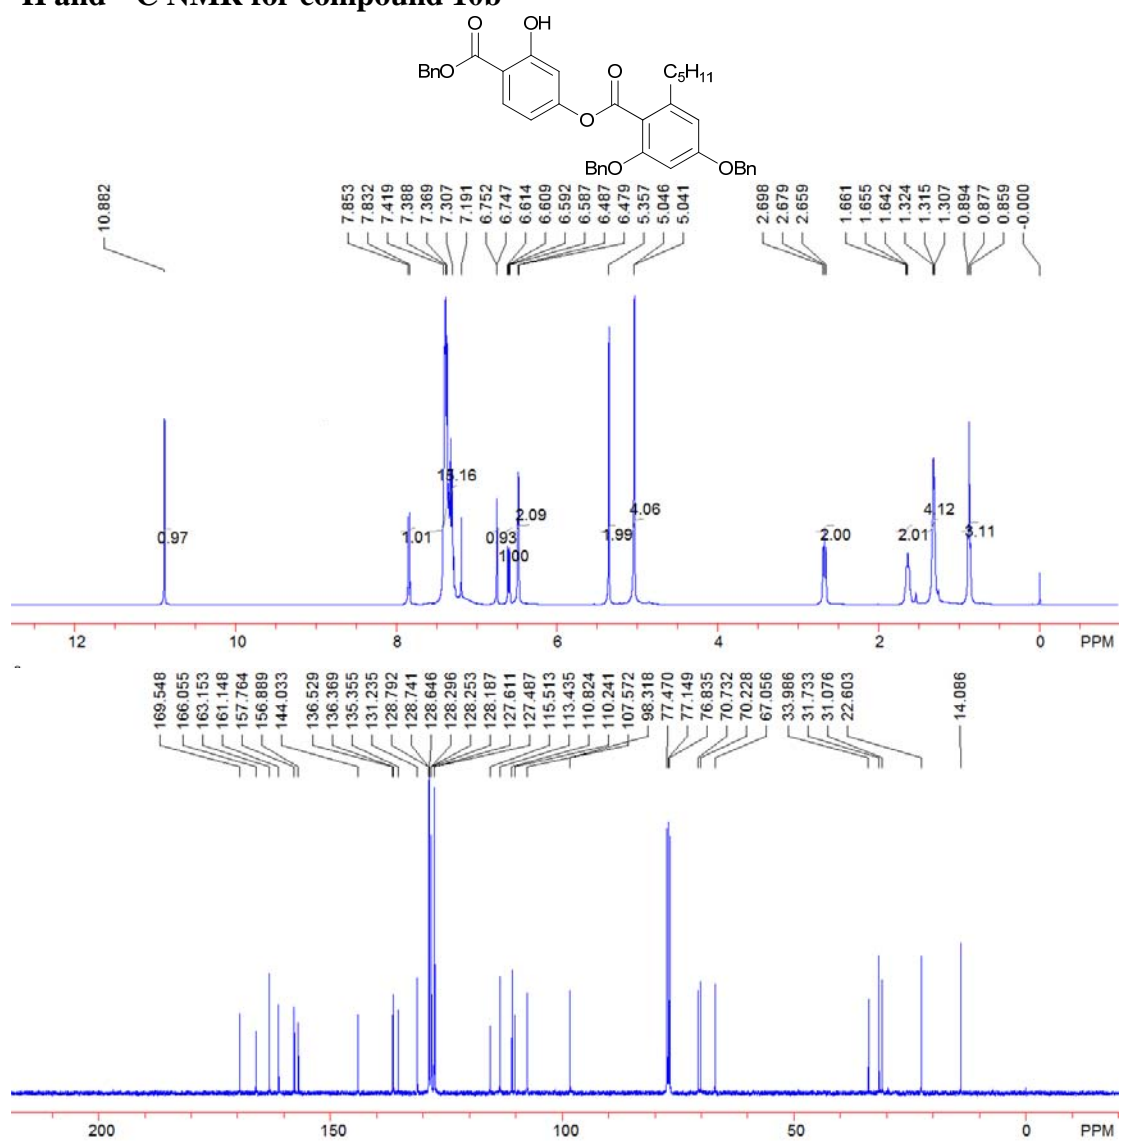 H and C NMR for compound 10b
O OH
BnO
O C5H11
O
BnO OBn
10.882 7.853 7.832 7.419 7.388 7.369 7.307 7.191 6.752 6.747 6.614 6.609 6.592 6.587 6.487 6.479 5.357 5.046 5.041 2.698 2.679 2.659 1.661 1.655 1.642 1.324 1.315 1.307 0.894 0.877 0.859 -0.000
0.97 1.01 15.16 0.93 1.00 2.09 1.99 4.06 2.00 2.01 4.12 3.11
12 10 8 6 4 2 0 PPM
169.548 166.055 163.153 161.148 157.764 156.889 144.033 136.529 136.369 135.355 131.235 128.792 128.741 128.646 128.296 128.253 128.187 127.611 127.487 115.513 113.435 110.824 110.241 107.572 98.318 77.470 77.149 76.835 70.732 70.228 67.056 33.986 31.733 31.076 22.603 14.086
200 150 100 50 0 PPM